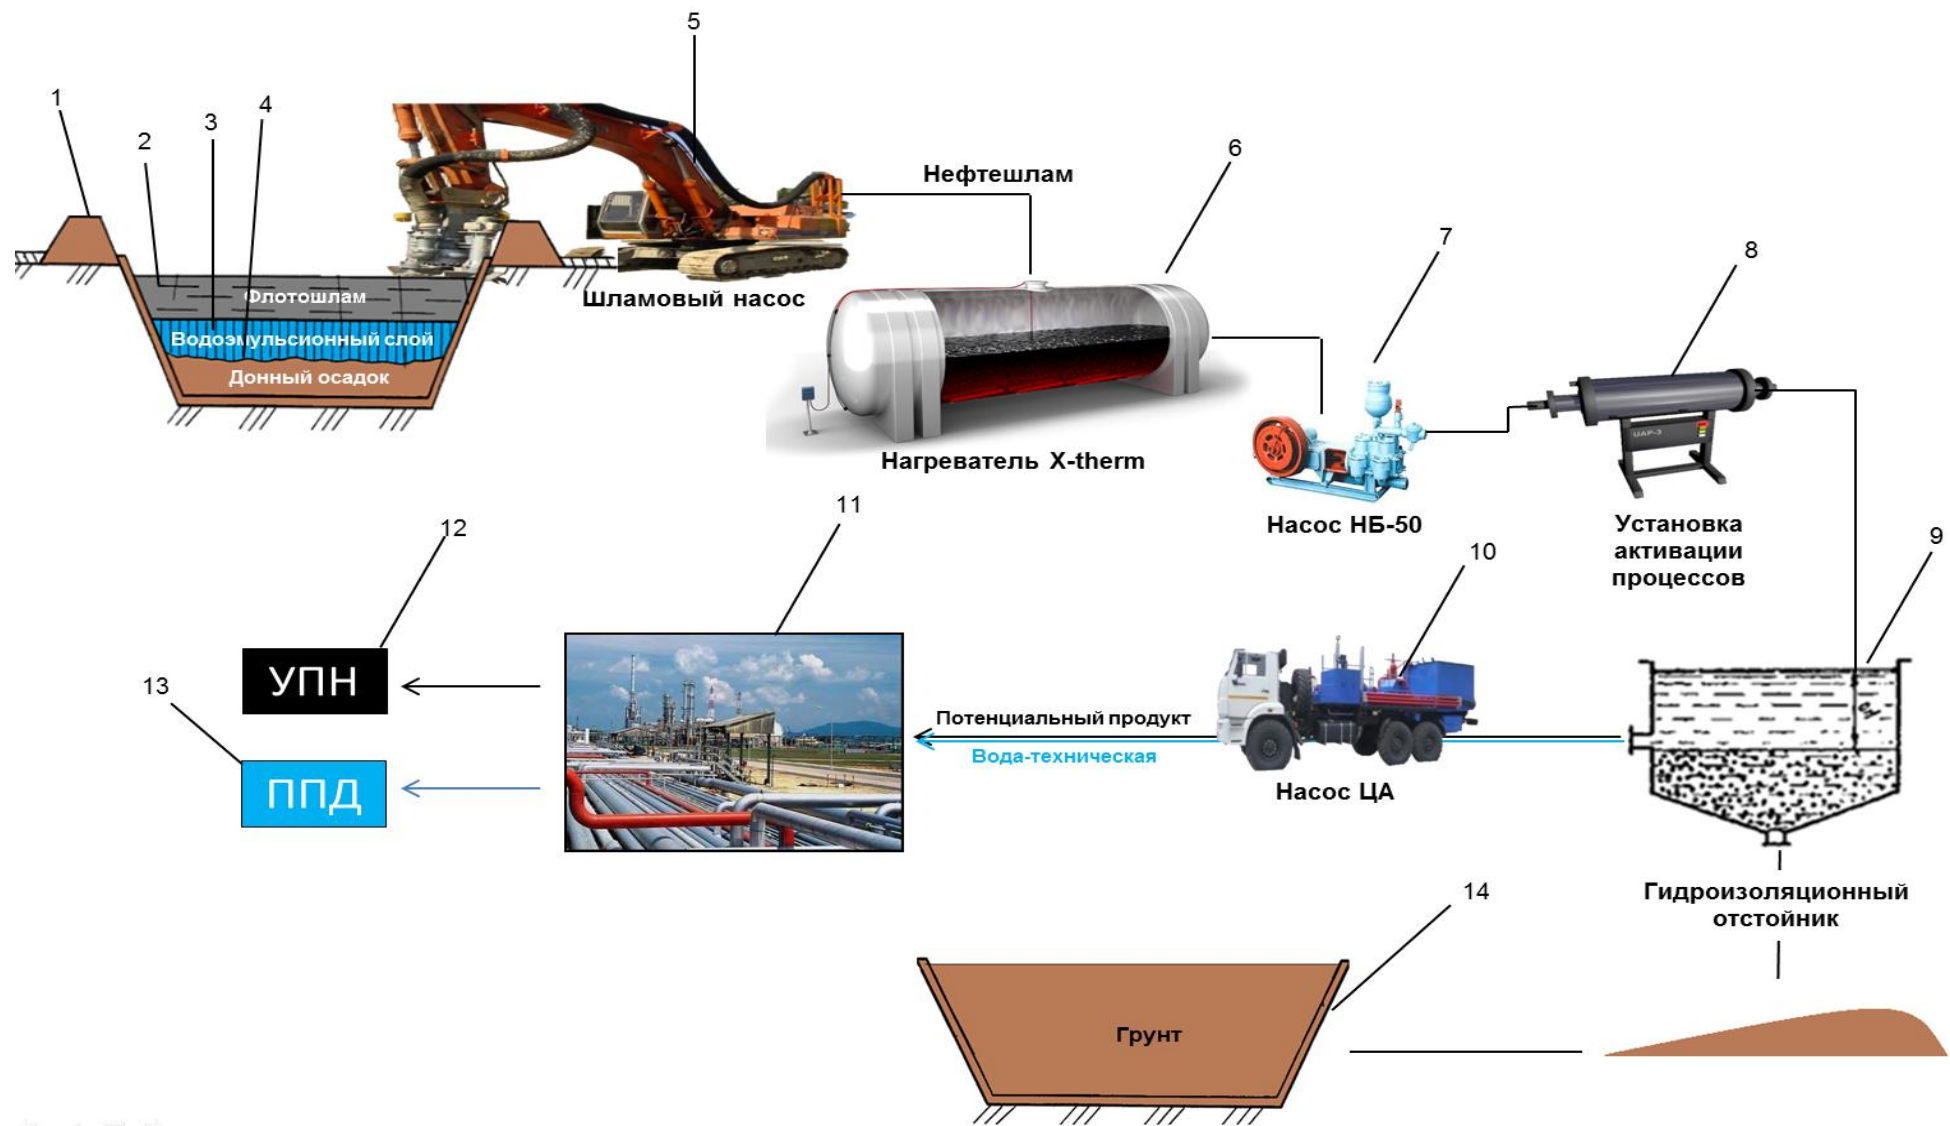 5
1
4
3
2
6
Нефтешлам
7
8
Флотошлам
Шламовый насос
Водоэмульсионный слой
Донный осадок
UAP-3
Нагреватель X-therm
11
12
Насос НБ-50
Установка
активации
процессов
9
10
УПН
13
Потенциальный продукт
Вода-техническая
ППД
Насос ЦА
14
Гидроизоляционный
отстойник
Грунт